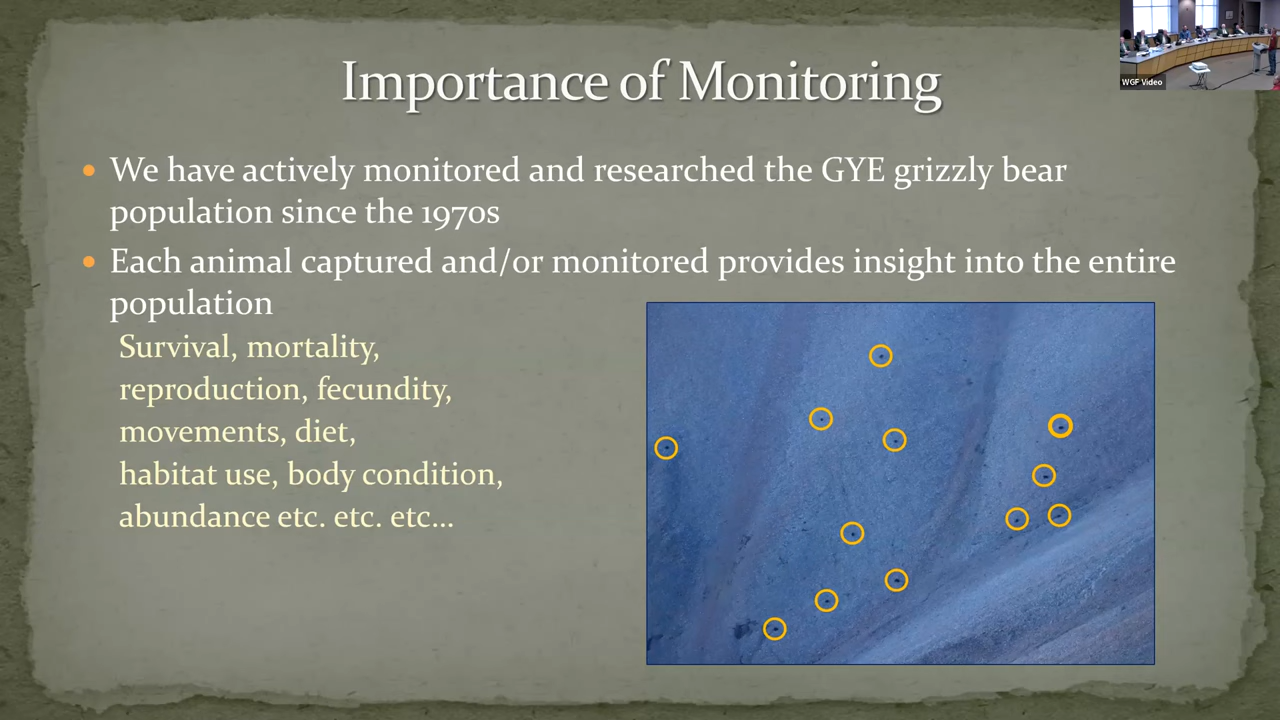 WGF Video
Importance of Monitoring
• We have actively monitored and researched the GYE grizzly bear
population since the 1970s
• Each animal captured and/or monitored provides insight into the entire
population
Survival, mortality,
reproduction, fecundity,
movements, diet,
habitat use, body condition,
abundance etc. etc. etc...